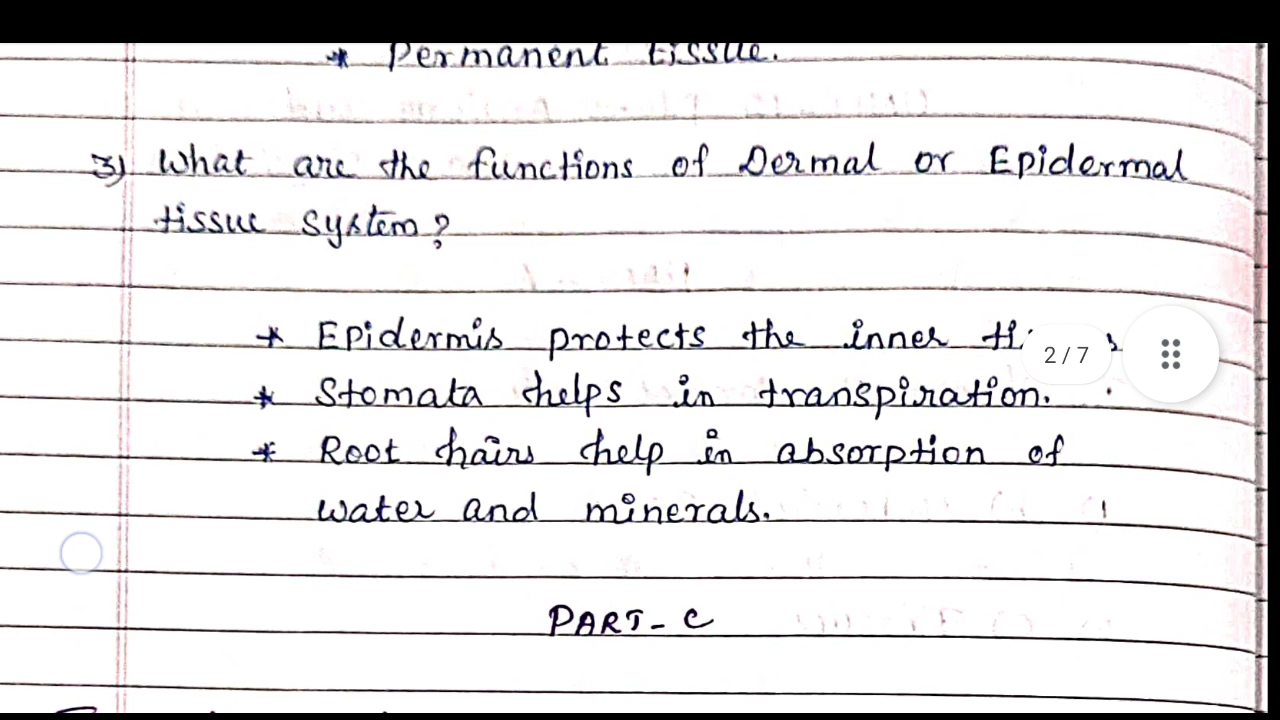 * Permanent tissue.
3) What are the functions of Dermal or Epidermal
tissue system?
* Epidermis protects the inner
2/7
* Stomata helps in transpiration.
* Root hairs help in absorption of
water and minerals.
PART - C